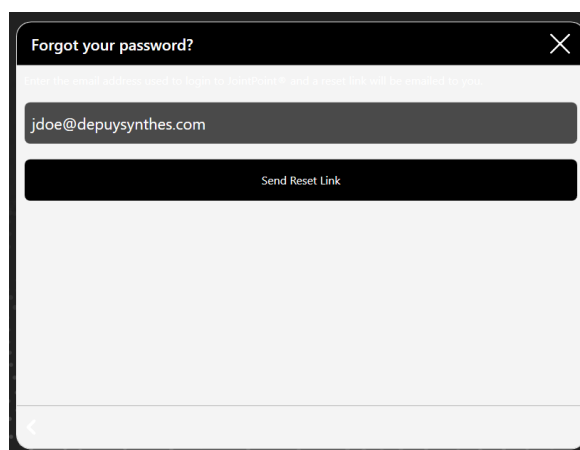 Forgot your password?
Enter the email address used to login to and a reset link will be emailed to you.
jdoe@depuysynthes.com
Send Reset Link